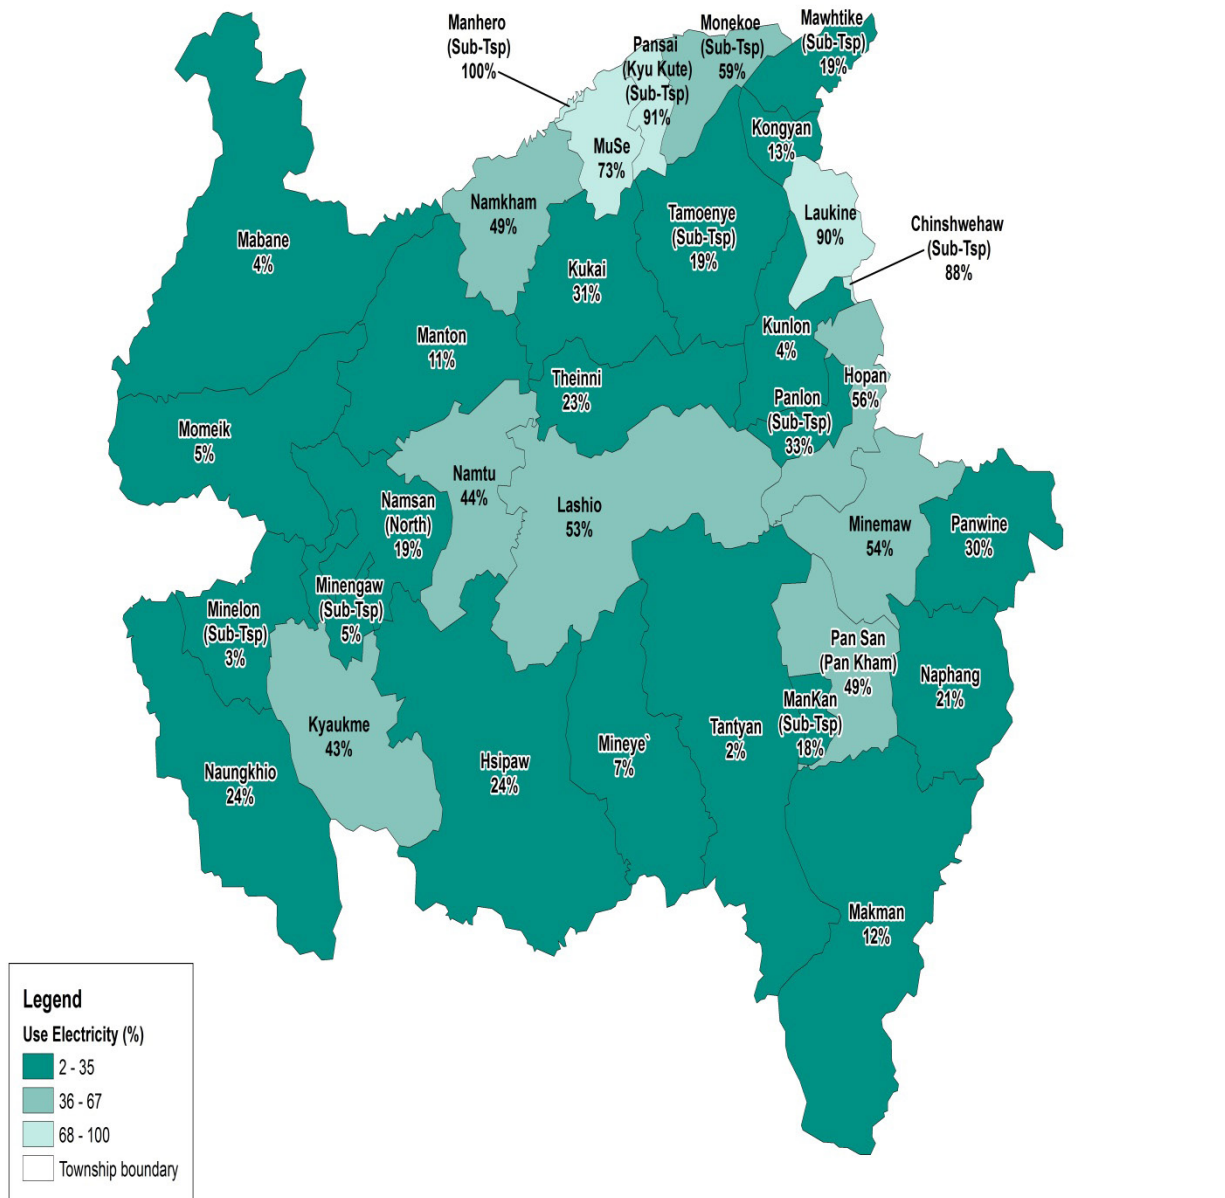 Manhero
(Sub-Tsp)
100%
Pansai
(Kyu Kute)
(Sub-Tsp)
91%
Monekoe
(Sub-Tsp)
59%
Mawhtike
(Sub-Tsp)
19%
Kongyan
13%
MuSe
73%
Namkham
49%
Tamoenye
(Sub-Tsp)
19%
Laukine
90%
Chinshwehaw
(Sub-Tsp)
88%
Mabane
4%
Kukai
31%
Manton
11%
Kunlon
4%
Theinni
23%
Hopan
56%
Panlon
(Sub-Tsp)
33%
Momeik
5%
Namtu
44%
Namsan
(North)
19%
Lashio
53%
Minemaw
54%
Panwine
30%
Minengaw
(Sub-Tsp)
5%
Minelon
(Sub-Tsp)
3%
Pan San
(Pan Kham)
49%
Naphang
21%
ManKan
(Sub-Tsp)
18%
Kyaukme
43%
Tantyan
2%
Mineye`
7%
Hsipaw
24%
Naungkhio
24%
Makman
12%
Legend
Use Electricity (%)
2 - 35
36 - 67
68 - 100
Township boundary